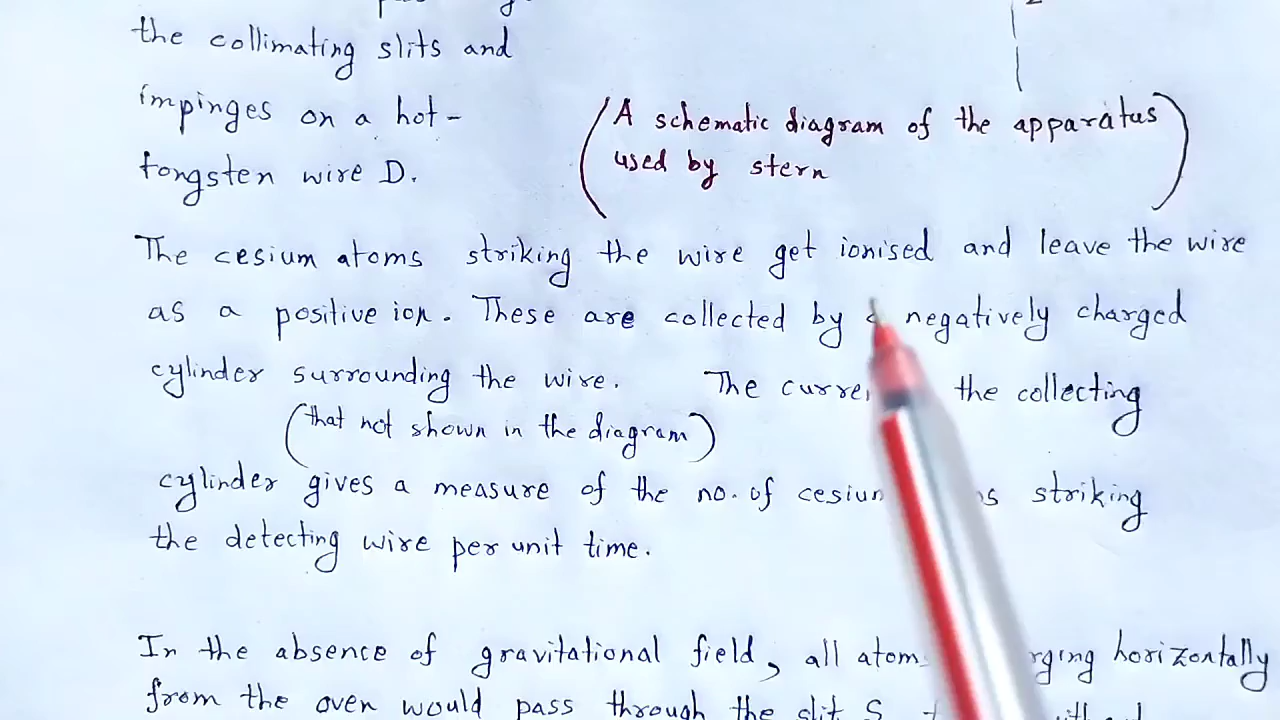 the collimating slits and
impinges on a hot-
tongsten wire D.
(A schematic diagram of the apparatus
used by stern)
The cesium atoms striking the wire get ionised and leave the wire
as a positive ion. These are collected by a negatively charged
cylinder surrounding the wire. The the collecting
(that not shown in the diagram)
cylinder gives a measure of the no. of striking
the detecting wire per unit time.
In the absence of gravitational field, all horizontally
from the oven would pass through the slit S